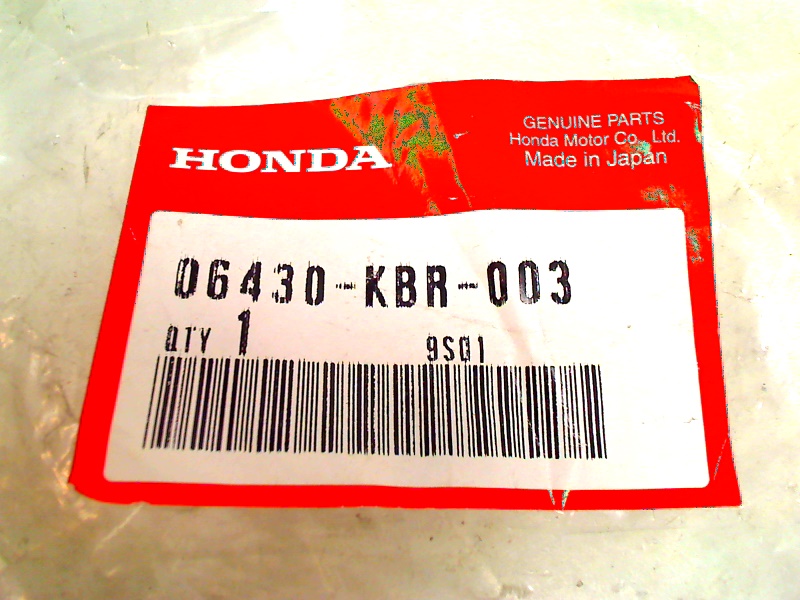 HONDA
GENUINE PARTS
Honda Motor Co., Ltd.
Made in Japan
06430-KBR-003
QTY 1
9S01